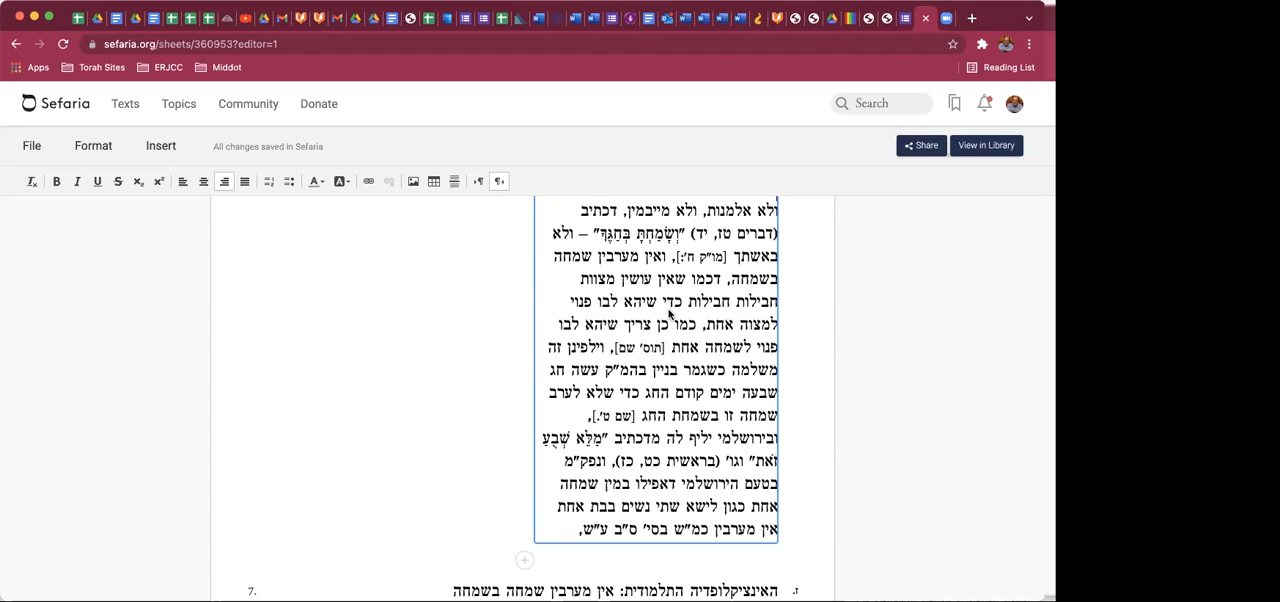 sefaria.org/sheets/360953?editor=1
Apps Torah Sites ERJCC Middot Reading List
Sefaria Texts Topics Community Donate Search
File Format Insert All changes saved in Sefaria Share View in Library
ולא אלמנות, ולא מייבמין, דכתיב
(דברים טז, יד) "וְשָׂמַחְתָּ בְּחַגֶּךָ" – ולא
באשתך [מו"ק ח':], ואין מערבין שמחה
בשמחה, דכמו שאין עושין מצוות
חבילות חבילות כדי שיהא לבו פנוי
למצוה אחת, כמו כן צריך שיהא לבו
פנוי לשמחה אחת [תוס' שם], וילפינן זה
משלמה כשגמר בניין בהמ"ק עשה חג
שבעה ימים קודם החג כדי שלא לערב
שמחה זו בשמחת החג [שם ט'.],
ובירושלמי יליף לה מדכתיב "מַלֵּא שְׁבֻעַ
זֹאת" וגו' (בראשית כט, כז), ונפק"מ
בטעם הירושלמי דאפילו במין שמחה
אחת כגון לישא שתי נשים בבת אחת
אין מערבין כמ"ש בסי' ס"ב ע"ש,
ז. האינציקלופדיה התלמודית: אין מערבין שמחה בשמחה 7.